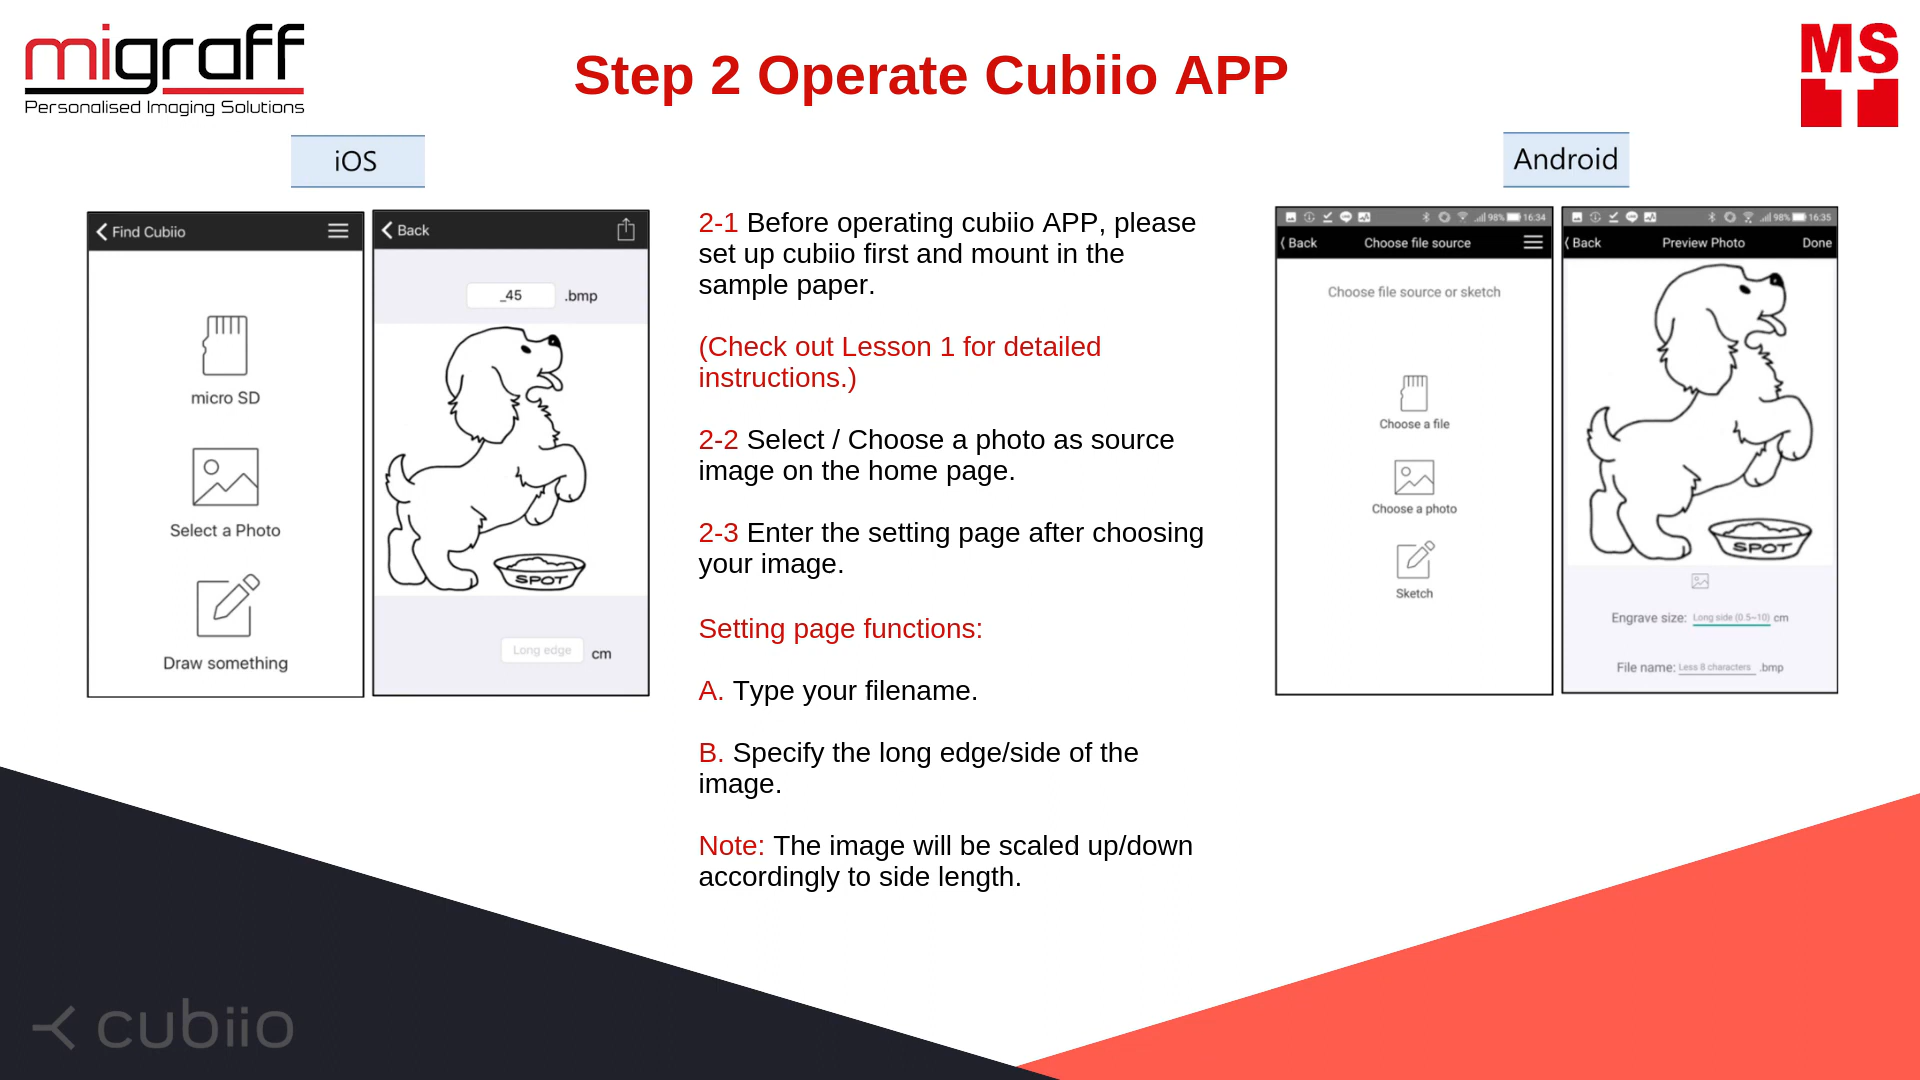 migraff
Personalised Imaging Solutions
Step 2 Operate Cubiio APP
MS
T
iOS
Find Cubiio
micro SD
Select a Photo
Draw something
Back
_45 .bmp
SPOT
Long edge cm
2-1 Before operating cubiio APP, please
set up cubiio first and mount in the
sample paper.
(Check out Lesson 1 for detailed
instructions.)
2-2 Select / Choose a photo as source
image on the home page.
2-3 Enter the setting page after choosing
your image.
Setting page functions:
A. Type your filename.
B. Specify the long edge/side of the
image.
Note: The image will be scaled up/down
accordingly to side length.
Android
98% 16:34
Back Choose file source
Choose file source or sketch
Choose a file
Choose a photo
Sketch
98% 16:35
Back Preview Photo Done
SPOT
Engrave size: Long side (0.5~10) cm
File name: Less 8 characters .bmp
cubiio